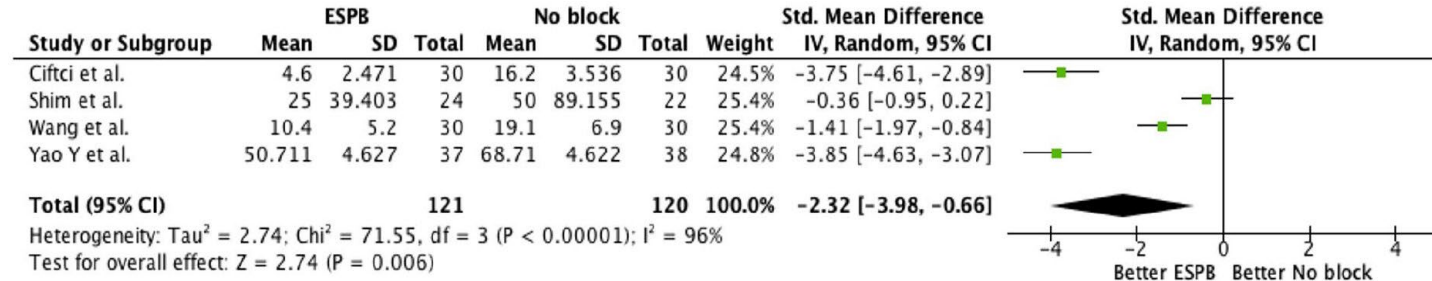 ESPB No block Std. Mean Difference Std. Mean Difference
Study or Subgroup Mean SD Total Mean SD Total Weight IV, Random, 95% CI IV, Random, 95% CI
Ciftci et al. 4.6 2.471 30 16.2 3.536 30 24.5% -3.75 [-4.61, -2.89]
Shim et al. 25 39.403 24 50 89.155 22 25.4% -0.36 [-0.95, 0.22]
Wang et al. 10.4 5.2 30 19.1 6.9 30 25.4% -1.41 [-1.97, -0.84]
Yao Y et al. 50.711 4.627 37 68.71 4.622 38 24.8% -3.85 [-4.63, -3.07]
Total (95% CI) 121 120 100.0% -2.32 [-3.98, -0.66]
Heterogeneity: Tau² = 2.74; Chi² = 71.55, df = 3 (P < 0.00001); I² = 96%
Test for overall effect: Z = 2.74 (P = 0.006)
-4 -2 0 2 4
Better ESPB Better No block